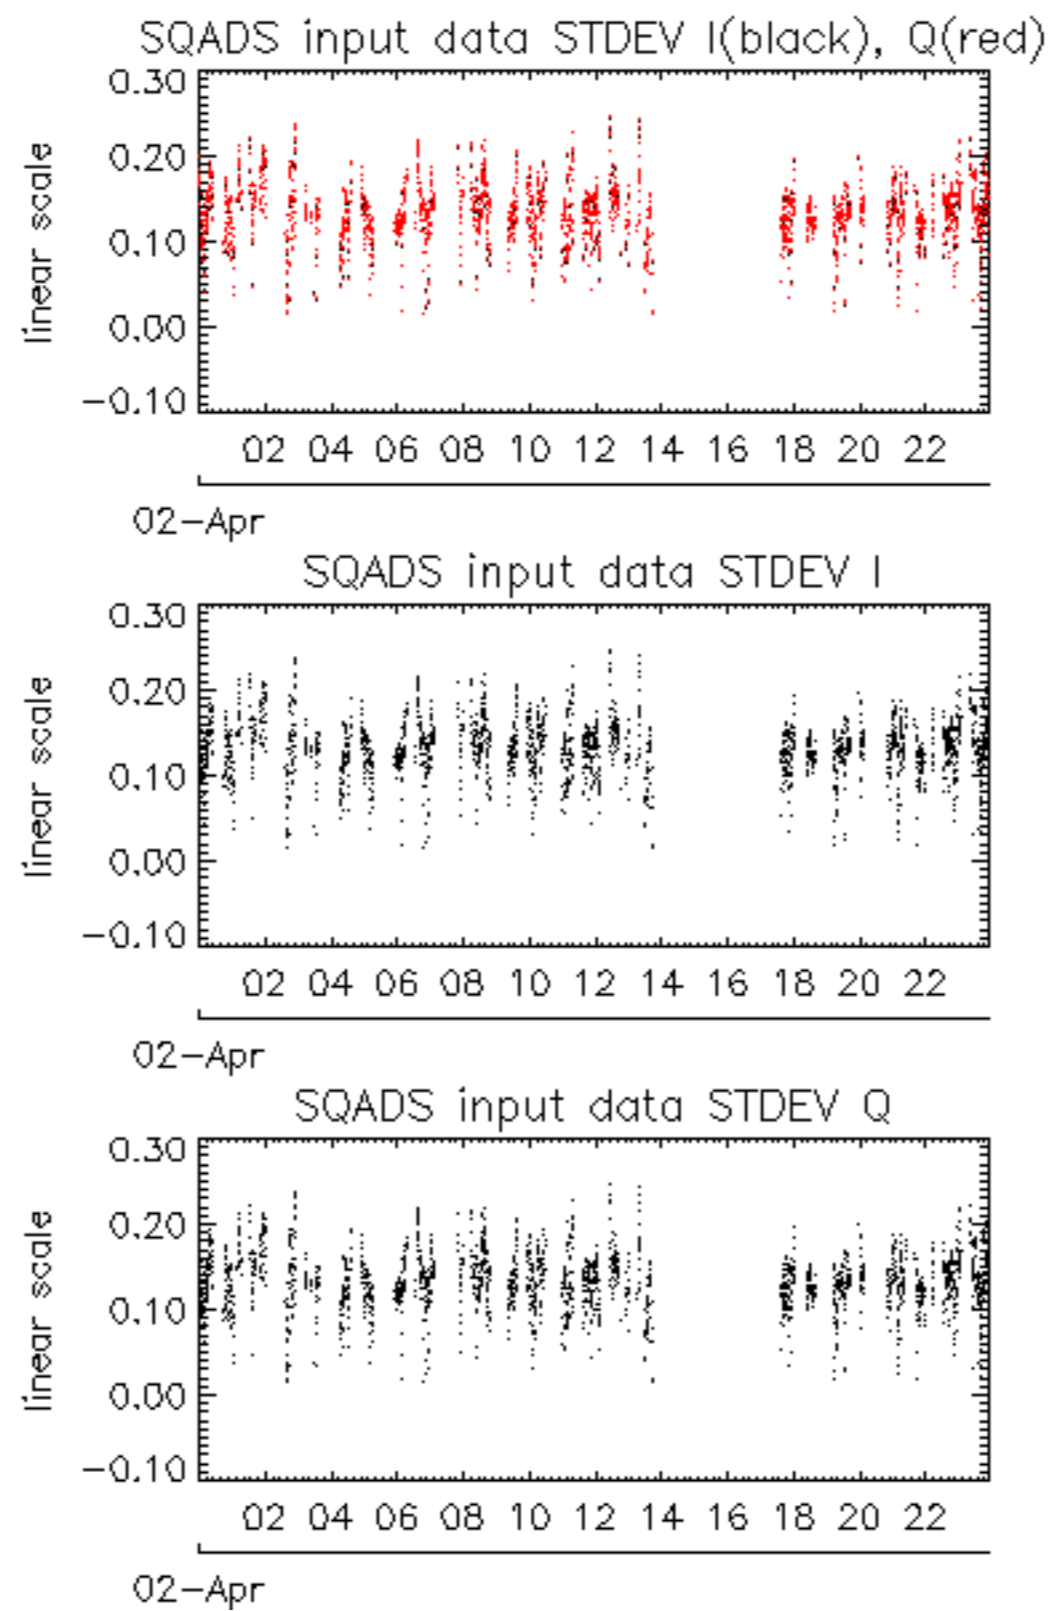 SQADS input data STDEV I(black), Q(red)
0.30
0.20
0.10
0.00
-0.10
linear scale
02 04 06 08 10 12 14 16 18 20 22
02-Apr
SQADS input data STDEV I
0.30
0.20
0.10
0.00
-0.10
linear scale
02 04 06 08 10 12 14 16 18 20 22
02-Apr
SQADS input data STDEV Q
0.30
0.20
0.10
0.00
-0.10
linear scale
02 04 06 08 10 12 14 16 18 20 22
02-Apr